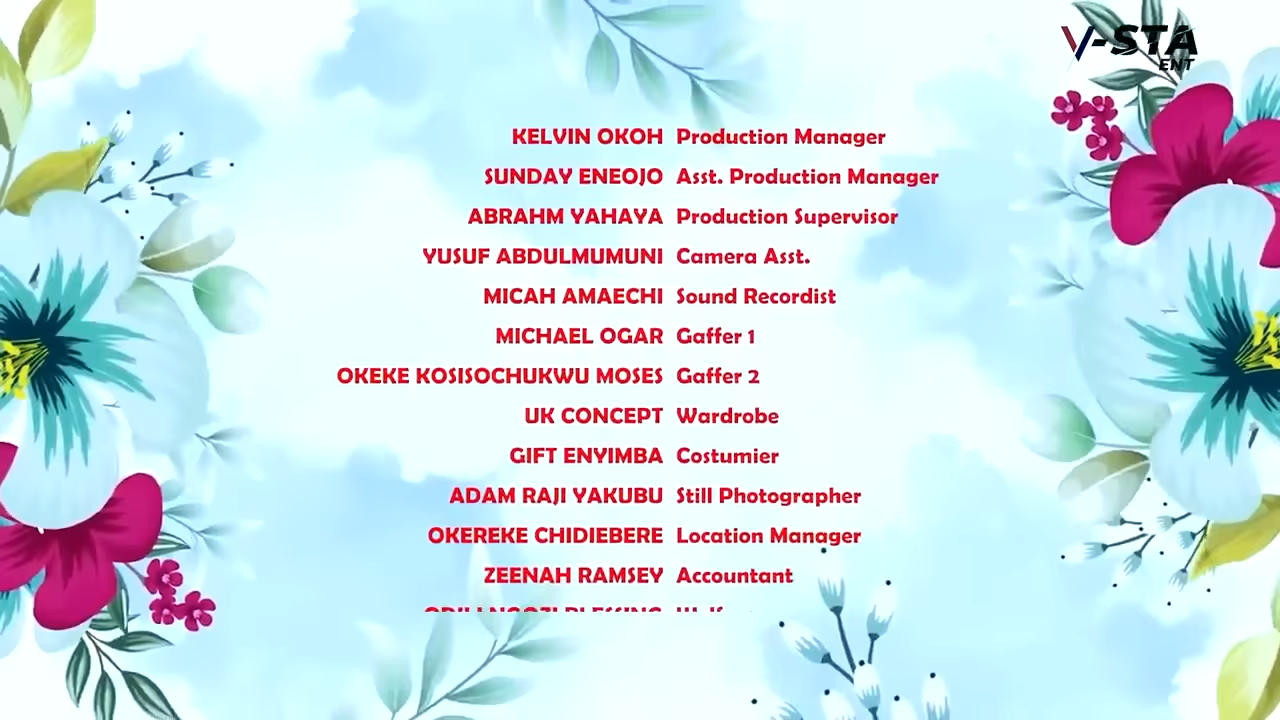 V-STA
ENT
KELVIN OKOH Production Manager
SUNDAY ENEOJO Asst. Production Manager
ABRAHM YAHAYA Production Supervisor
YUSUF ABDULMUMUNI Camera Asst.
MICAH AMAECHI Sound Recordist
MICHAEL OGAR Gaffer 1
OKEKE KOSISOCHUKWU MOSES Gaffer 2
UK CONCEPT Wardrobe
GIFT ENYIMBA Costumier
ADAM RAJI YAKUBU Still Photographer
OKEREKE CHIDIEBERE Location Manager
ZEENAH RAMSEY Accountant